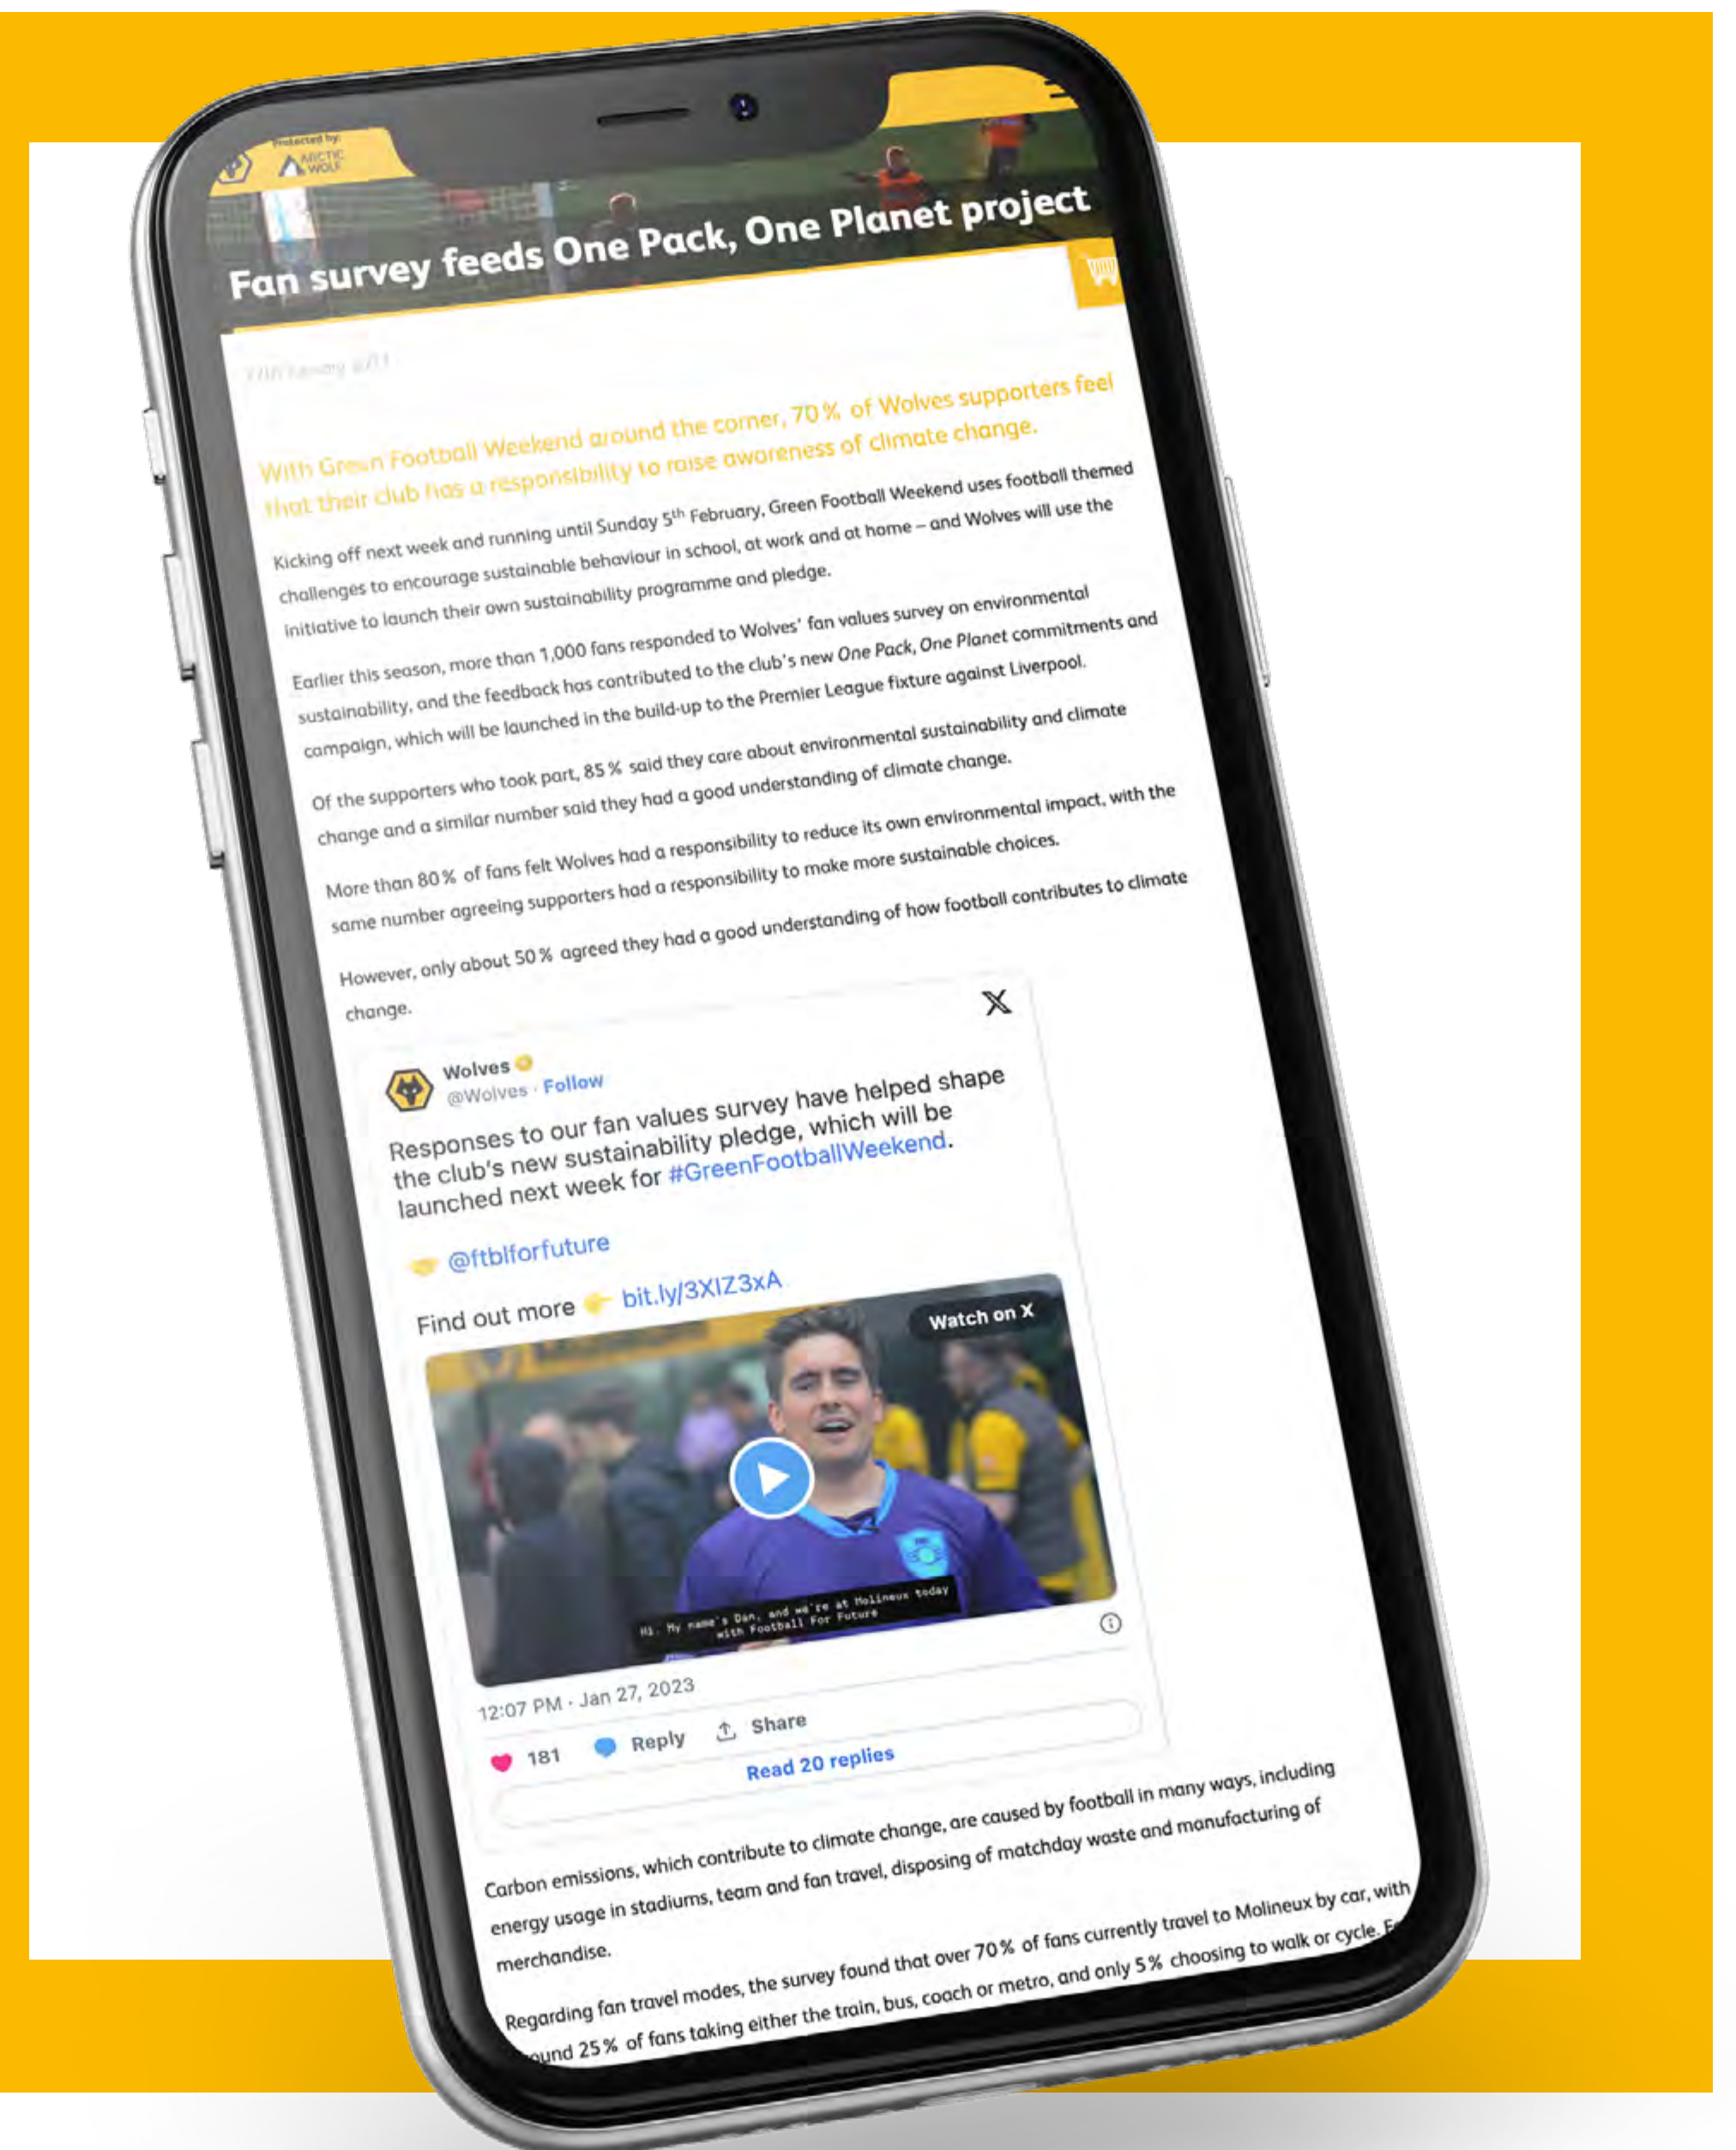 Protected by:
ARCTIC
WOLF
Fan survey feeds One Pack, One Planet project
With Green Football Weekend around the corner, 70% of Wolves supporters feel
that their club has a responsibility to raise awareness of climate change.
Kicking off next week and running until Sunday 5th February, Green Football Weekend uses football themed
challenges to encourage sustainable behaviour in school, at work and at home – and Wolves will use the
initiative to launch their own sustainability programme and pledge.
Earlier this season, more than 1,000 fans responded to Wolves' fan values survey on environmental
sustainability, and the feedback has contributed to the club's new One Pack, One Planet commitments and
campaign, which will be launched in the build-up to the Premier League fixture against Liverpool.
Of the supporters who took part, 85% said they care about environmental sustainability and climate
change and a similar number said they had a good understanding of climate change.
More than 80% of fans felt Wolves had a responsibility to reduce its own environmental impact, with the
same number agreeing supporters had a responsibility to make more sustainable choices.
However, only about 50% agreed they had a good understanding of how football contributes to climate
change.
Wolves
@Wolves · Follow
Responses to our fan values survey have helped shape
the club's new sustainability pledge, which will be
launched next week for #GreenFootballWeekend.
🤝 @ftblforfuture
Find out more 👉 bit.ly/3XIZ3xA
Watch on X
Hi. My name's Dan, and we're at Molineux today
with Football For Future
12:07 PM · Jan 27, 2023
181 Reply Share
Read 20 replies
Carbon emissions, which contribute to climate change, are caused by football in many ways, including
energy usage in stadiums, team and fan travel, disposing of matchday waste and manufacturing of
merchandise.
Regarding fan travel modes, the survey found that over 70% of fans currently travel to Molineux by car, with
25% of fans taking either the train, bus, coach or metro, and only 5% choosing to walk or cycle.